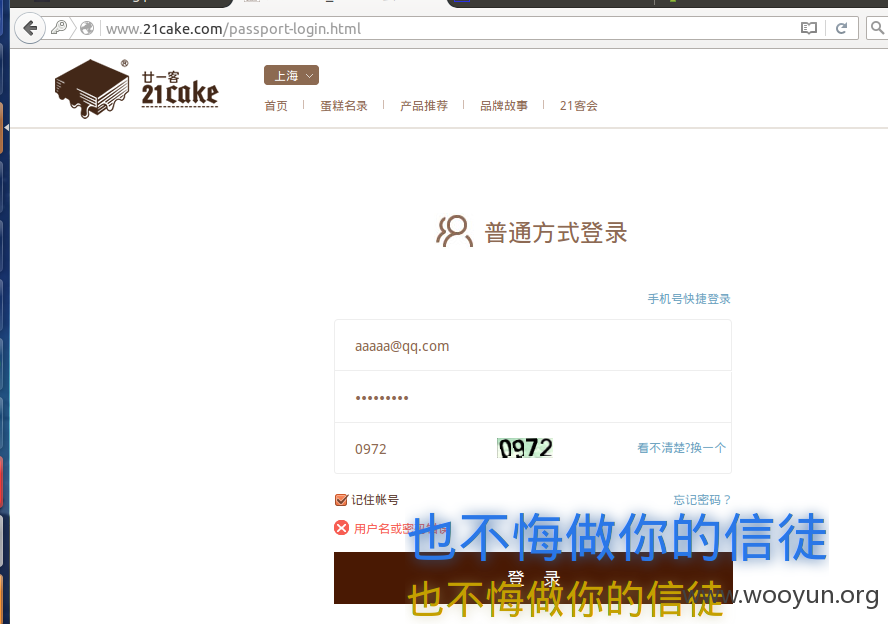 www.21cake.com/passport-login.html
廿一客
21cake
®
上海
首页 蛋糕名录 产品推荐 品牌故事 21客会
普通方式登录
手机号快捷登录
aaaaa@qq.com
•••••••••
0972 0972 看不清楚?换一个
记住帐号 忘记密码？
用户名或密码错误
也不悔做你的信徒
登 录
也不悔做你的信徒
www.wooyun.org